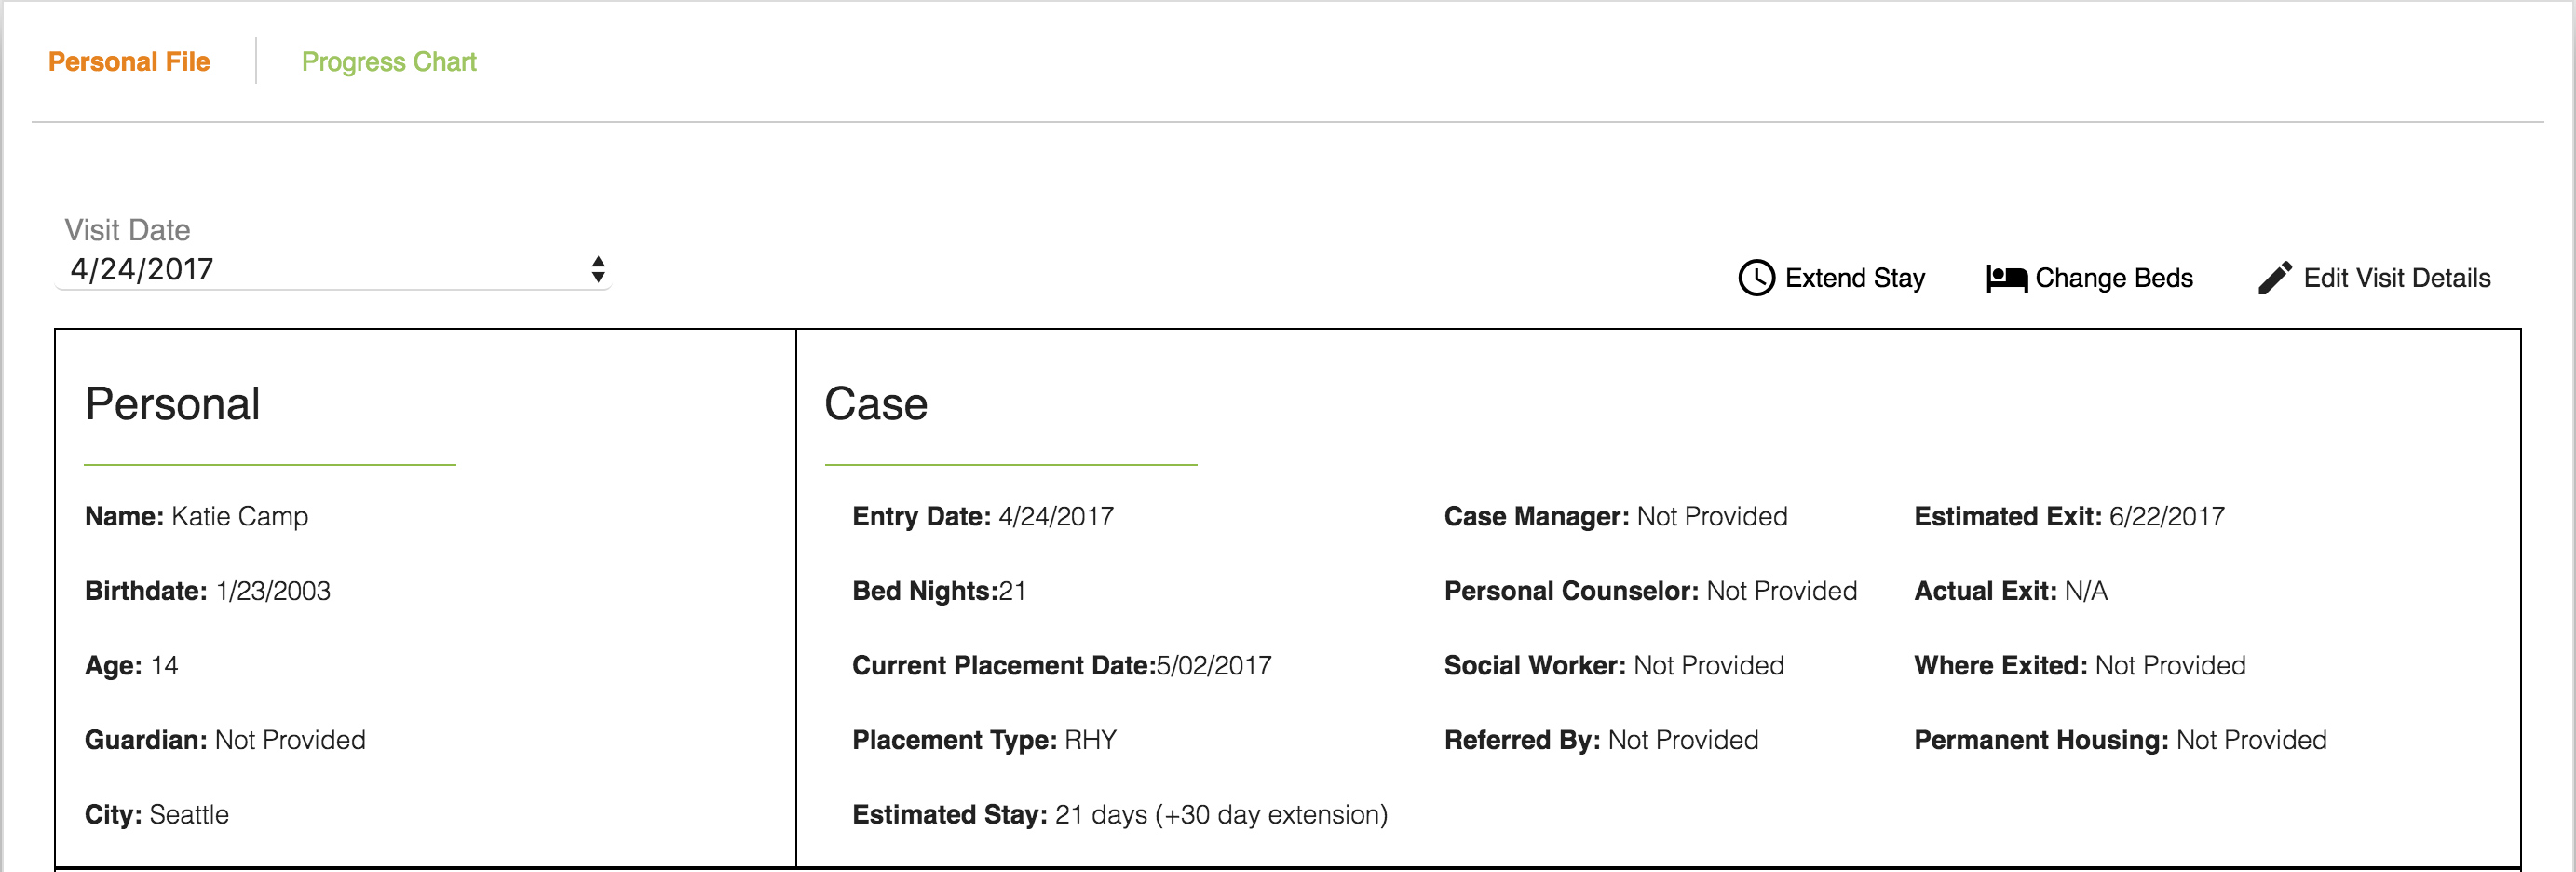 Personal File
Progress Chart
Visit Date
4/24/2017
Extend Stay
Change Beds
Edit Visit Details
Personal
Name: Katie Camp
Birthdate: 1/23/2003
Age: 14
Guardian: Not Provided
City: Seattle
Case
Entry Date: 4/24/2017
Bed Nights:21
Current Placement Date:5/02/2017
Placement Type: RHY
Estimated Stay: 21 days (+30 day extension)
Case Manager: Not Provided
Personal Counselor: Not Provided
Social Worker: Not Provided
Referred By: Not Provided
Estimated Exit: 6/22/2017
Actual Exit: N/A
Where Exited: Not Provided
Permanent Housing: Not Provided